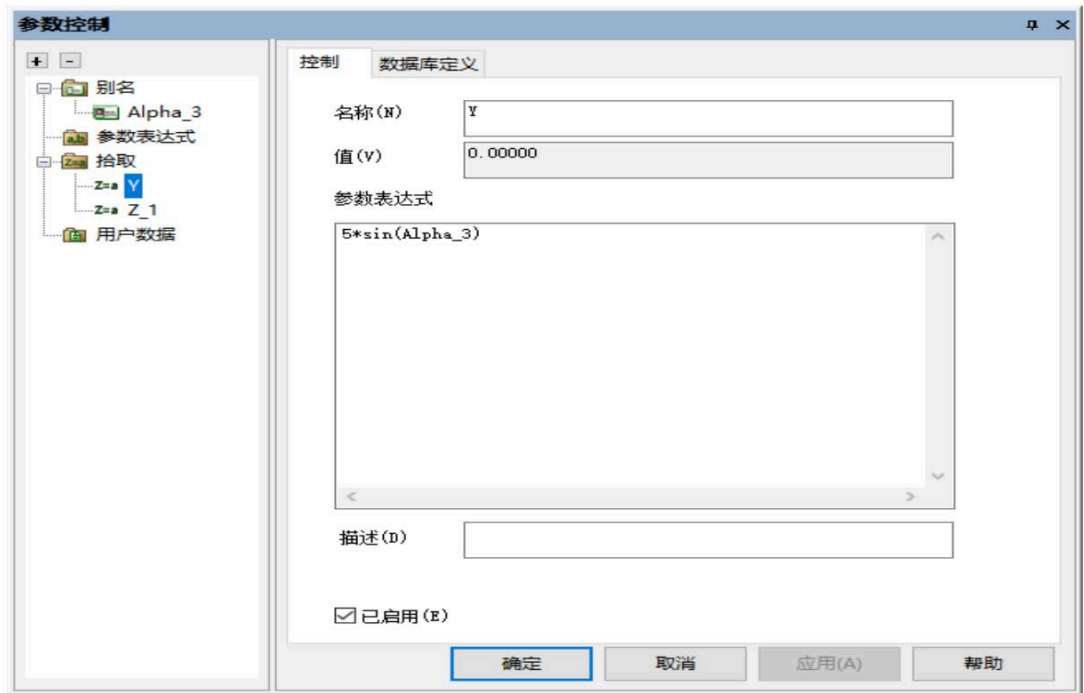 参数控制
别名
Alpha_3
参数表达式
拾取
Z=a Y
Z=a Z_1
用户数据
控制 数据库定义
名称(N) Y
值(V) 0.00000
参数表达式
5*sin(Alpha_3)
描述(D)
已启用(E)
确定 取消 应用(A) 帮助